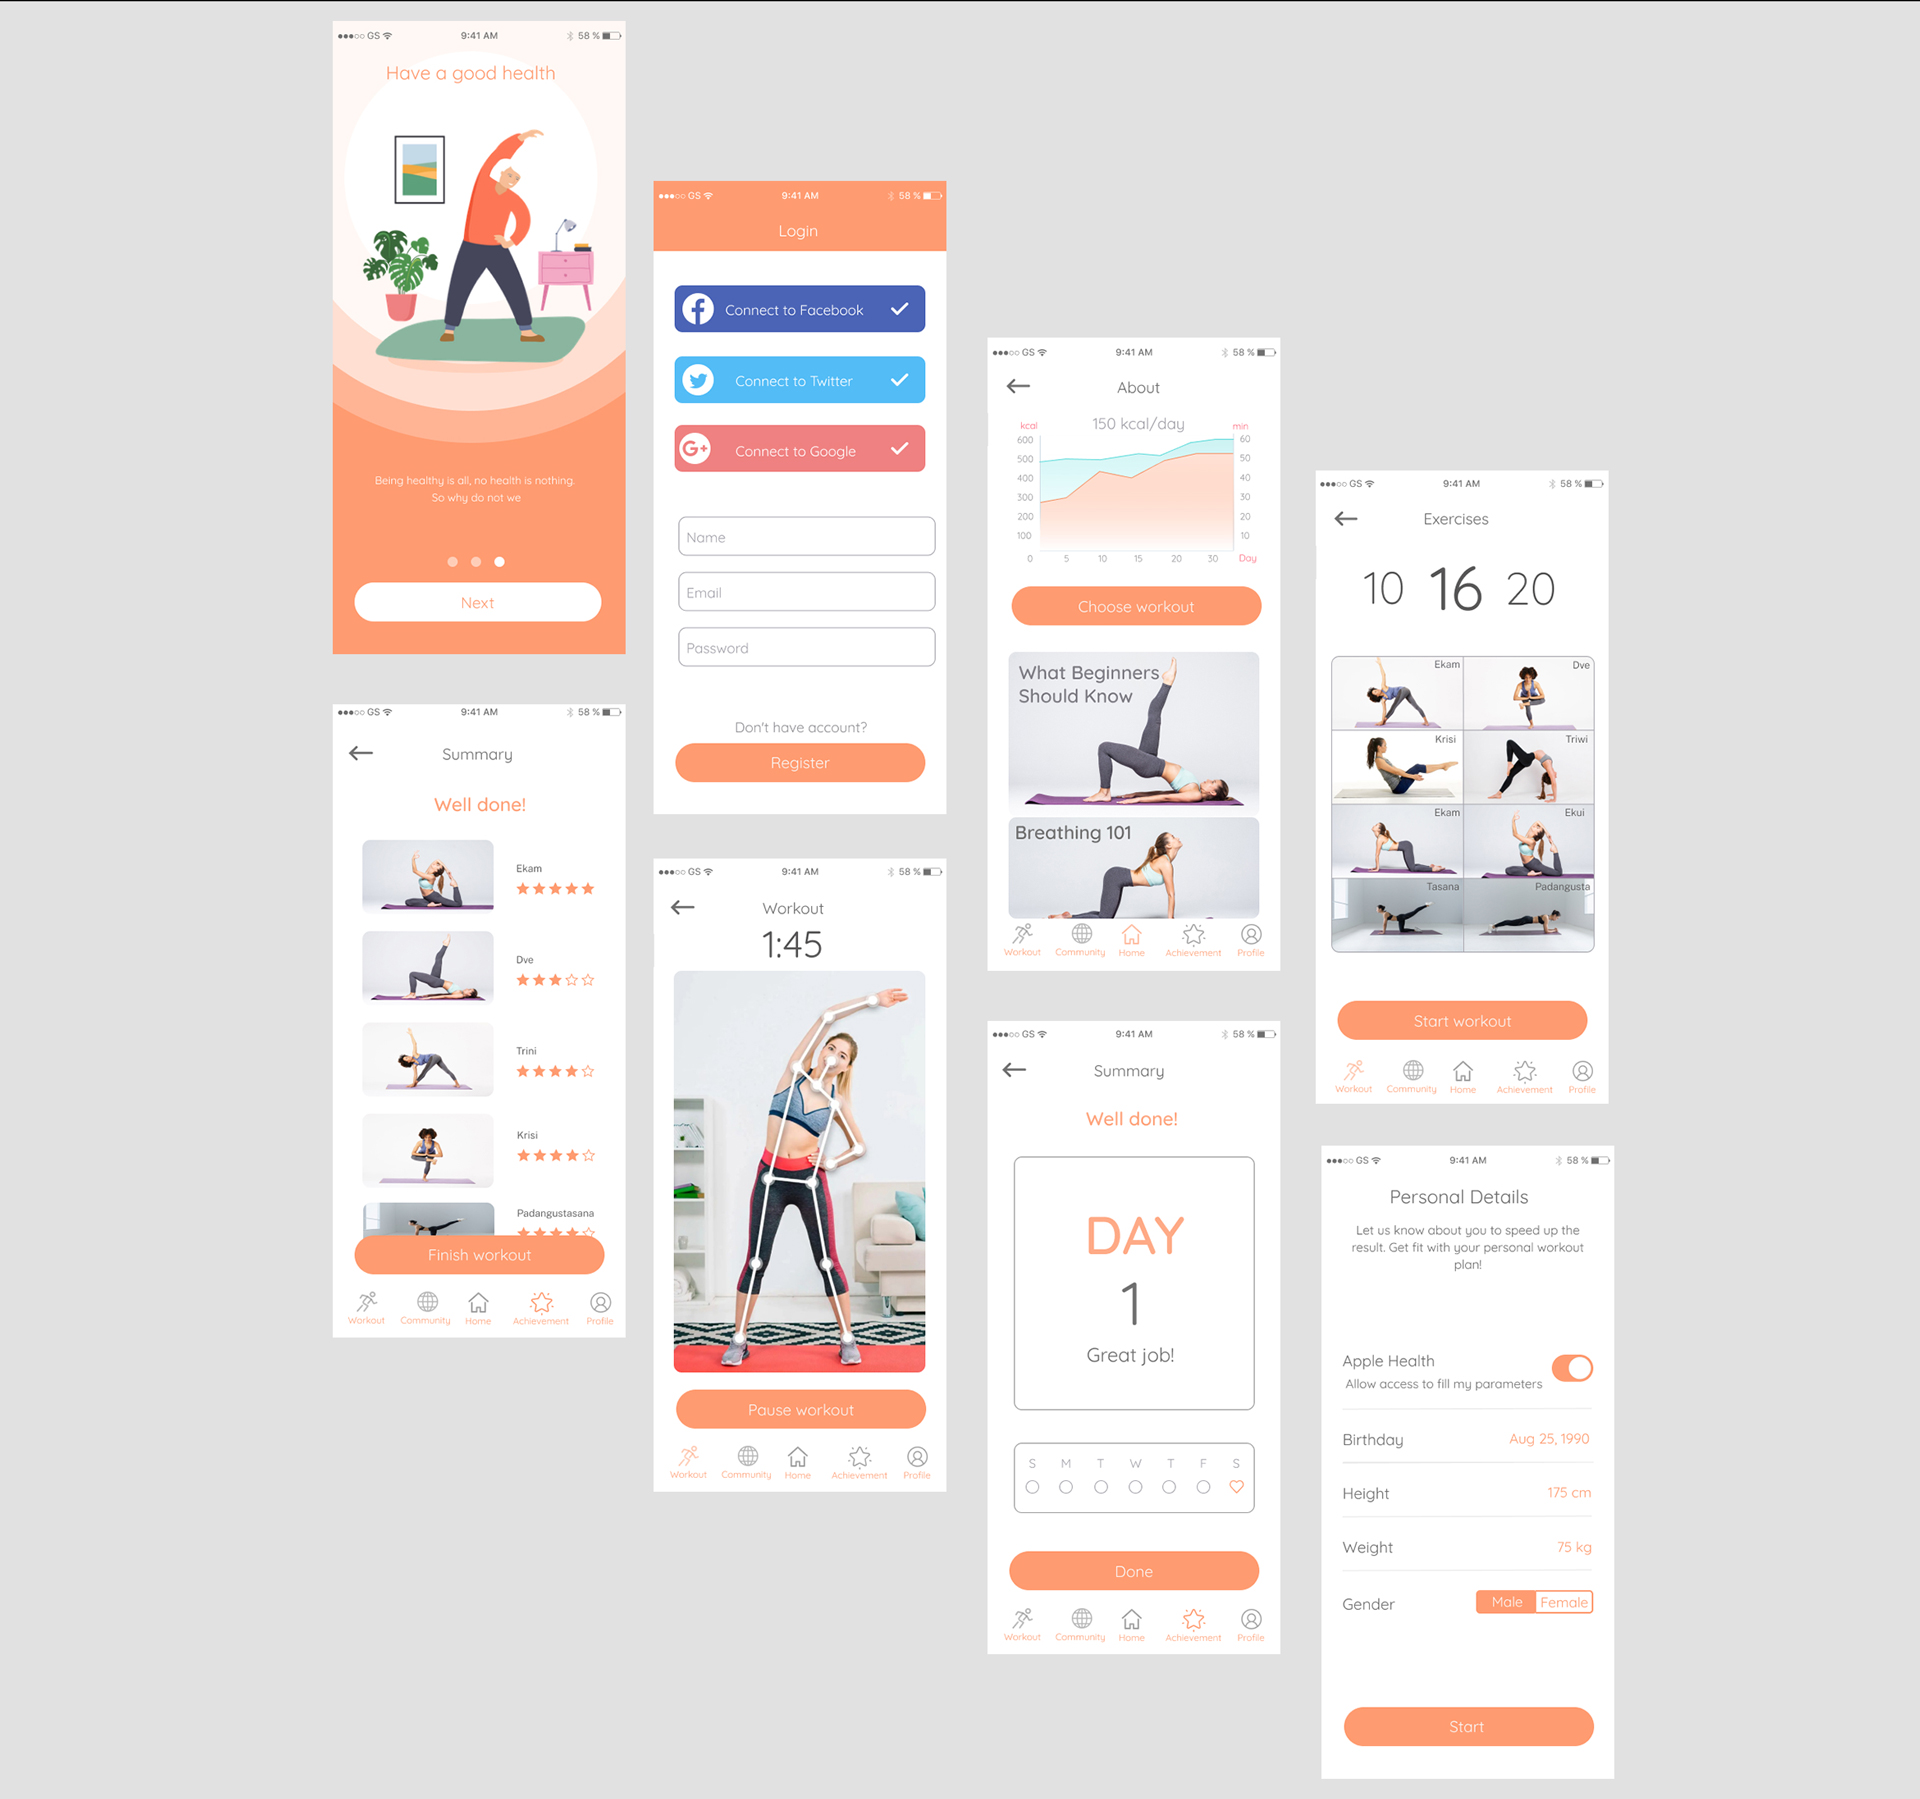 GS 9:41 AM 58 %
Have a good health
Being healthy is all, no health is nothing.
So why do not we
Next
GS 9:41 AM 58 %
Login
Connect to Facebook
Connect to Twitter
G+ Connect to Google
Name
Email
Password
Don't have account?
Register
GS 9:41 AM 58 %
About
150 kcal/day
kcal min
600 60
500 50
400 40
300 30
200 20
100 10
0 5 10 15 20 30 Day
Choose workout
What Beginners
Should Know
Breathing 101
Workout Community Home Achievement Profile
GS 9:41 AM 58 %
Exercises
10 16 20
Ekam Dve
Krisi Triwi
Ekam Ekui
Tasana Padangusta
Start workout
Workout Community Home Achievement Profile
GS 9:41 AM 58 %
Summary
Well done!
Ekam
Dve
Trini
Krisi
Padangustasana
Finish workout
Workout Community Home Achievement Profile
GS 9:41 AM 58 %
Workout
1:45
Pause workout
Workout Community Home Achievement Profile
GS 9:41 AM 58 %
Summary
Well done!
DAY
1
Great job!
S M T W T F S
Done
Workout Community Home Achievement Profile
GS 9:41 AM 58 %
Personal Details
Let us know about you to speed up the
result. Get fit with your personal workout
plan!
Apple Health
Allow access to fill my parameters
Birthday Aug 25, 1990
Height 175 cm
Weight 75 kg
Gender Male Female
Start